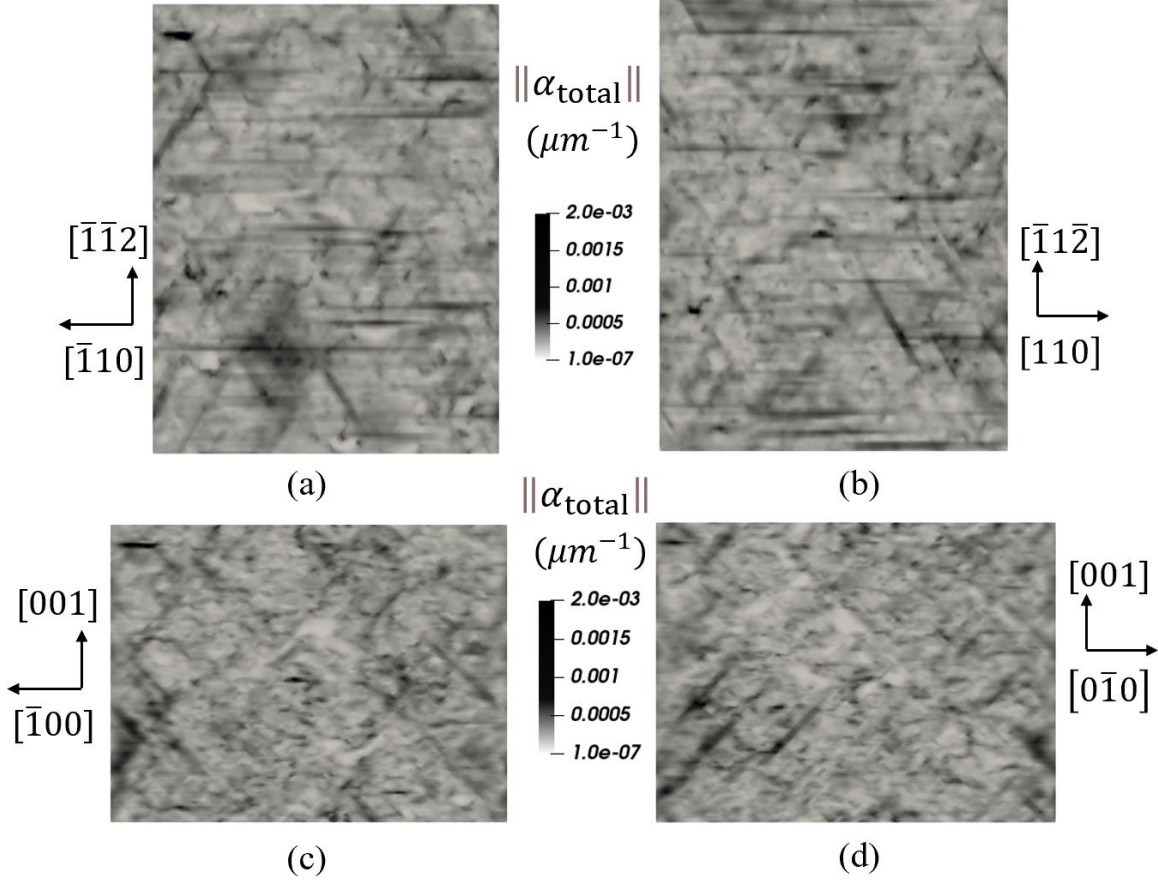 ‖α_total‖
(μm⁻¹)
2.0e-03
0.0015
0.001
0.0005
1.0e-07
[1̅1̅2]
[1̅10]
[1̅12̅]
[110]
(a)
(b)
‖α_total‖
(μm⁻¹)
2.0e-03
0.0015
0.001
0.0005
1.0e-07
[001]
[1̅00]
[001]
[01̅0]
(c)
(d)